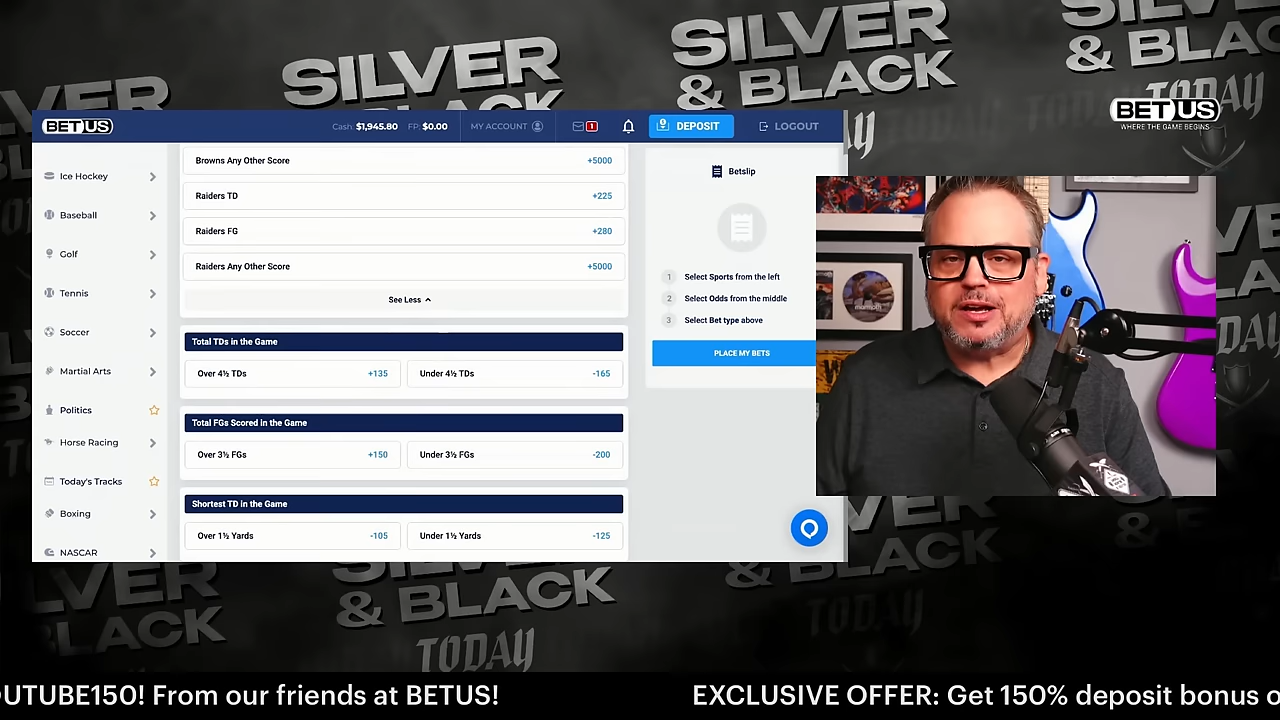 SILVER
& BLACK
TODAY
SILVER
& BLACK
TODAY
BETUS
WHERE THE GAME BEGINS
BETUS
Cash: $1,945.80 FP: $0.00
MY ACCOUNT
1
DEPOSIT
LOGOUT
Ice Hockey
Baseball
Golf
Tennis
Soccer
Martial Arts
Politics
Horse Racing
Today's Tracks
Boxing
NASCAR
Browns Any Other Score +5000
Raiders TD +225
Raiders FG +280
Raiders Any Other Score +5000
See Less
Total TDs in the Game
Over 4½ TDs +135 Under 4½ TDs -165
Total FGs Scored in the Game
Over 3½ FGs +150 Under 3½ FGs -200
Shortest TD in the Game
Over 1½ Yards -105 Under 1½ Yards -125
Betslip
1 Select Sports from the left
2 Select Odds from the middle
3 Select Bet type above
PLACE MY BETS
SILVER
& BLACK
TODAY
UTUBE150! From our friends at BETUS! EXCLUSIVE OFFER: Get 150% deposit bonus o